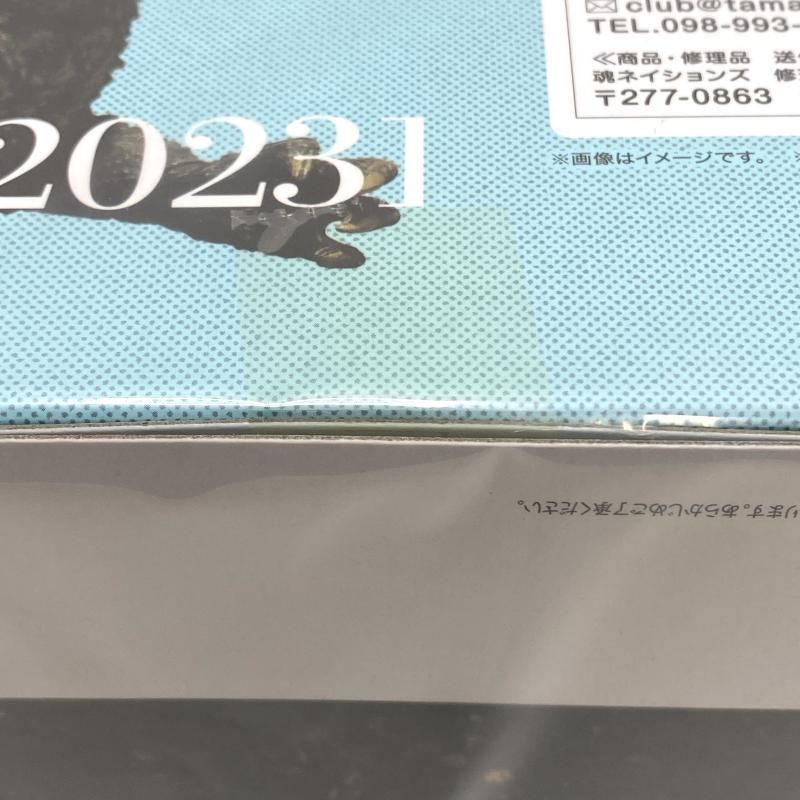 club@tama
TEL.098-993-
≪商品・修理品 送
魂ネイションズ 修
〒277-0863
※画像はイメージです。
2023]
ります。あらかじめご了承ください。